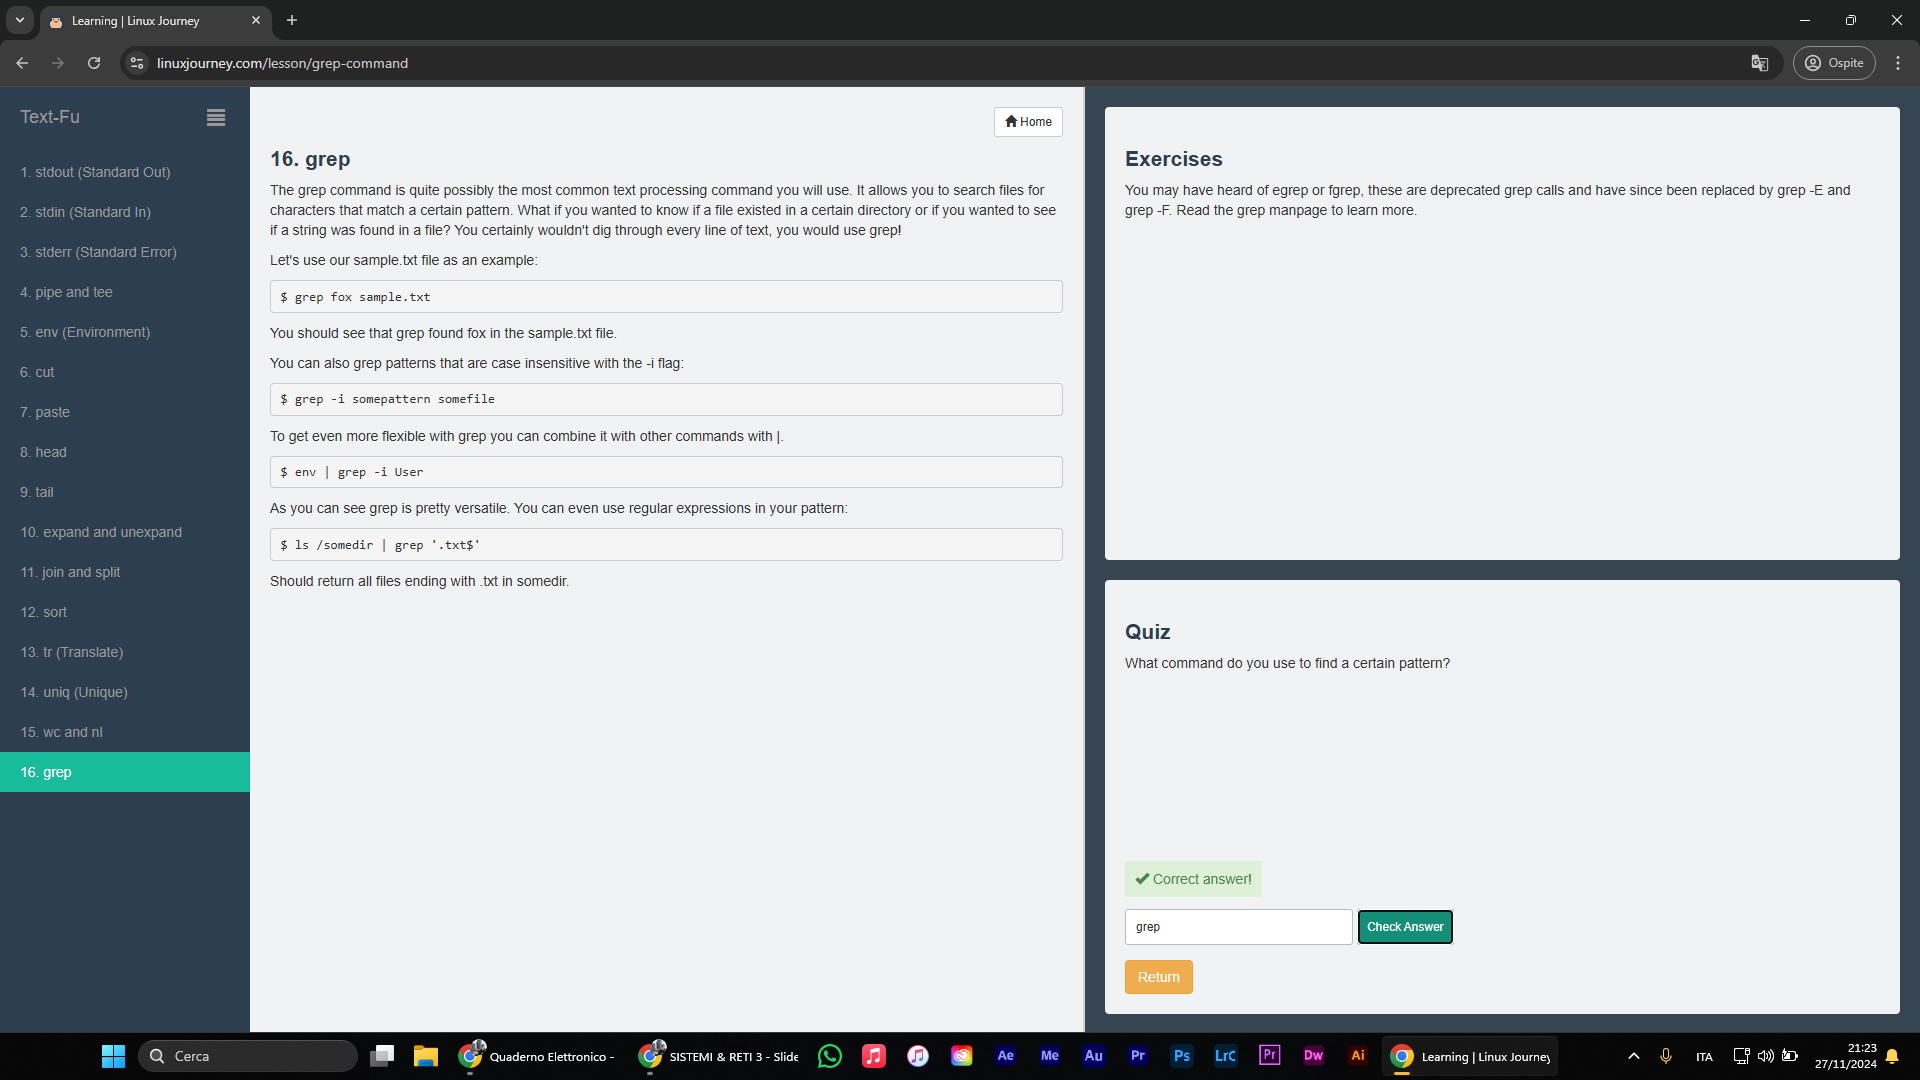 Learning | Linux Journey
linuxjourney.com/lesson/grep-command
Ospite
Text-Fu
1. stdout (Standard Out)
2. stdin (Standard In)
3. stderr (Standard Error)
4. pipe and tee
5. env (Environment)
6. cut
7. paste
8. head
9. tail
10. expand and unexpand
11. join and split
12. sort
13. tr (Translate)
14. uniq (Unique)
15. wc and nl
16. grep
Home
16. grep
The grep command is quite possibly the most common text processing command you will use. It allows you to search files for
characters that match a certain pattern. What if you wanted to know if a file existed in a certain directory or if you wanted to see
if a string was found in a file? You certainly wouldn't dig through every line of text, you would use grep!
Let's use our sample.txt file as an example:
$ grep fox sample.txt
You should see that grep found fox in the sample.txt file.
You can also grep patterns that are case insensitive with the -i flag:
$ grep -i somepattern somefile
To get even more flexible with grep you can combine it with other commands with |.
$ env | grep -i User
As you can see grep is pretty versatile. You can even use regular expressions in your pattern:
$ ls /somedir | grep '.txt$'
Should return all files ending with .txt in somedir.
Exercises
You may have heard of egrep or fgrep, these are deprecated grep calls and have since been replaced by grep -E and
grep -F. Read the grep manpage to learn more.
Quiz
What command do you use to find a certain pattern?
Correct answer!
grep
Check Answer
Return
Cerca
Quaderno Elettronico -
SISTEMI & RETI 3 - Slide
Ae
Me
Au
Pr
Ps
LrC
Pr
Dw
Ai
Learning | Linux Journey
ITA
21:23
27/11/2024